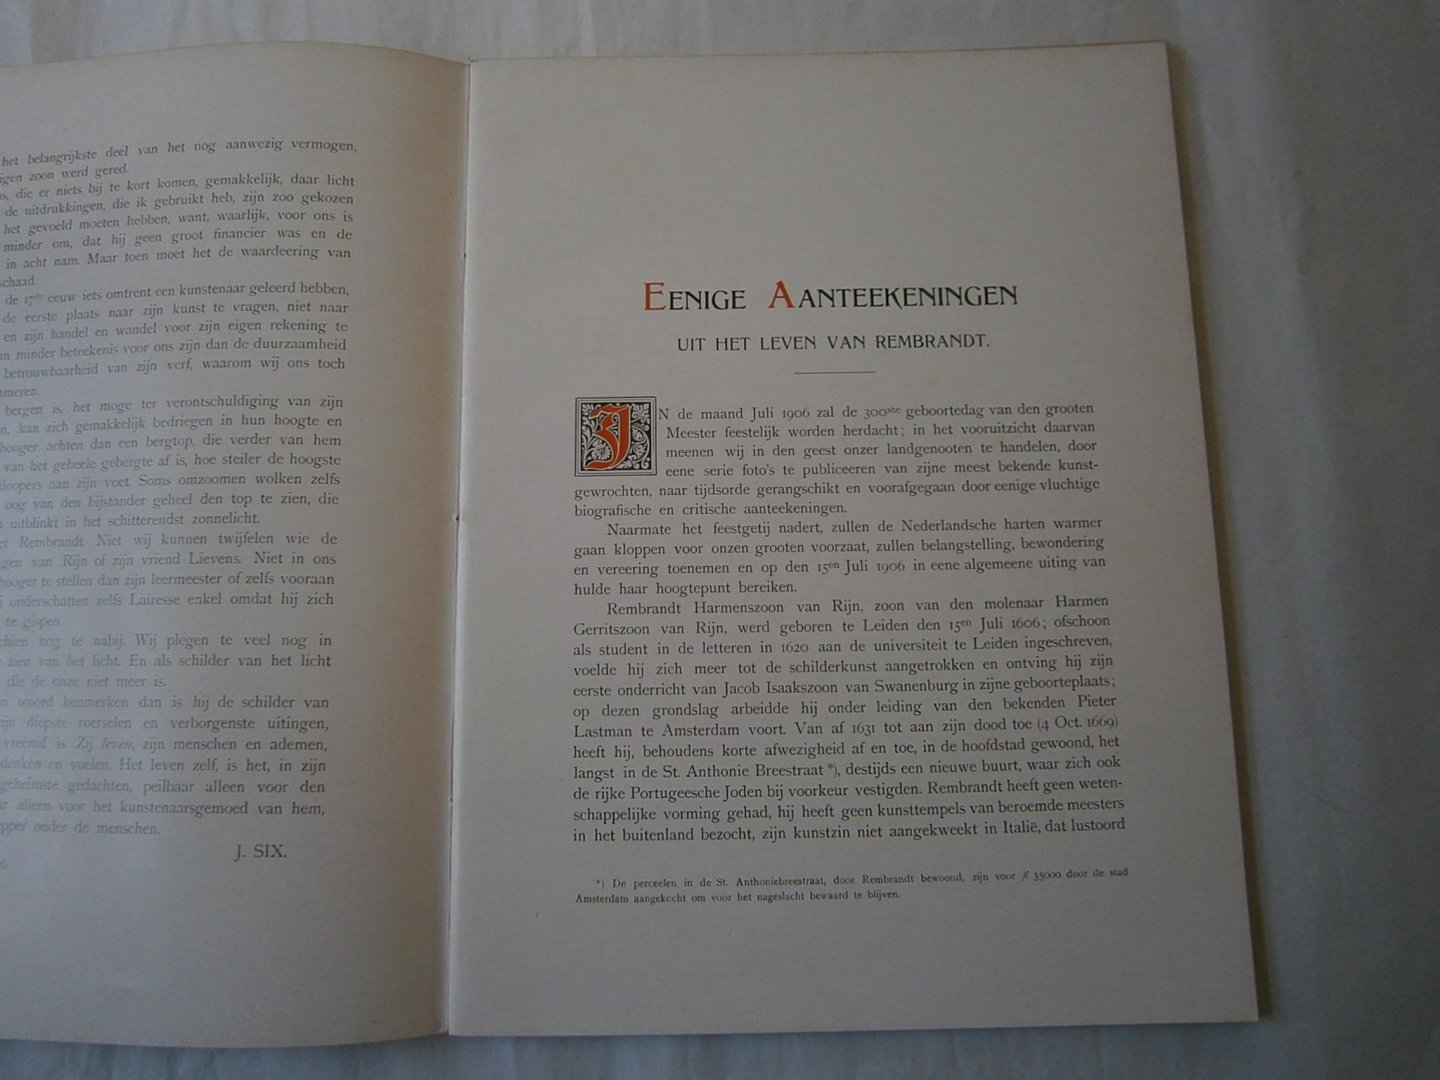 het belangrijkste deel van het nog aanwezig vermogen,
zoon werd gered.
die er niets bij te kort komen, gemakkelijk, daar licht
de uitdrukkingen, die ik gebruikt heb, zijn zoo gekozen
het gevoeld moeten hebben, want, waarlijk, voor ons is
minder om, dat hij geen groot financier was en de
in acht nam. Maar toen moet het de waardeering van
de 17de eeuw iets omtrent een kunstenaar geleerd hebben,
de eerste plaats naar zijn kunst te vragen, niet naar
en zijn handel en wandel voor zijn eigen rekening te
minder beteekenis voor ons zijn dan de duurzaamheid
betrouwbaarheid van zijn verf, waarom wij ons toch
bergen is, het moge ter verontschuldiging van zijn
kan zich gemakkelijk bedriegen in hun hoogte en
hooger achten dan een bergtop, die verder van hem
van het geheele gebergte af is, hoe steiler de hoogste
aan zijn voet. Soms omzoomen wolken zelfs
oog van den bijstander geheel den top te zien, die
uitblinkt in het schitterendst zonnelicht.
Rembrandt Niet wij kunnen twijfelen wie de
van Rijn of zijn vriend Lievens. Niet in ons
hooger te stellen dan zijn leermeester of zelfs vooraan
onderschatten zelfs Lairesse enkel omdat hij zich
te gispen
nog te nabij. Wij plegen te veel nog in
zien van het licht. En als schilder van het licht
die de onze niet meer is.
woord kenmerken dan is hij de schilder van
diepste roerselen en verborgenste uitingen,
vreemd is Zij leven, zijn menschen en ademen,
denken en voelen. Het leven zelf, is het, in zijn
geheimste gedachten, peilbaar alleen voor den
alleen voor het kunstenaarsgemoed van hem,
onder de menschen.
J. SIX.
EENIGE AANTEEKENINGEN
UIT HET LEVEN VAN REMBRANDT.
IN de maand Juli 1906 zal de 300ste geboortedag van den grooten
Meester feestelijk worden herdacht; in het vooruitzicht daarvan
meenen wij in den geest onzer landgenooten te handelen, door
eene serie foto's te publiceeren van zijne meest bekende kunst-
gewrochten, naar tijdsorde gerangschikt en voorafgegaan door eenige vluchtige
biografische en critische aanteekeningen.
Naarmate het feestgetij nadert, zullen de Nederlandsche harten warmer
gaan kloppen voor onzen grooten voorzaat, zullen belangstelling, bewondering
en vereering toenemen en op den 15en Juli 1906 in eene algemeene uiting van
hulde haar hoogtepunt bereiken.
Rembrandt Harmenszoon van Rijn, zoon van den molenaar Harmen
Gerritszoon van Rijn, werd geboren te Leiden den 15en Juli 1606; ofschoon
als student in de letteren in 1620 aan de universiteit te Leiden ingeschreven,
voelde hij zich meer tot de schilderkunst aangetrokken en ontving hij zijn
eerste onderricht van Jacob Isaakszoon van Swanenburg in zijne geboorteplaats;
op dezen grondslag arbeidde hij onder leiding van den bekenden Pieter
Lastman te Amsterdam voort. Van af 1631 tot aan zijn dood toe (4 Oct. 1669)
heeft hij, behoudens korte afwezigheid af en toe, in de hoofdstad gewoond, het
langst in de St. Anthonie Breestraat *), destijds een nieuwe buurt, waar zich ook
de rijke Portugeesche Joden bij voorkeur vestigden. Rembrandt heeft geen weten-
schappelijke vorming gehad, hij heeft geen kunsttempels van beroemde meesters
in het buitenland bezocht, zijn kunstzin niet aangekweekt in Italië, dat lustoord
*) De perceelen in de St. Anthoniebreestraat, door Rembrandt bewoond, zijn voor fl 35000 door de stad
Amsterdam aangekocht om voor het nageslacht bewaard te blijven.